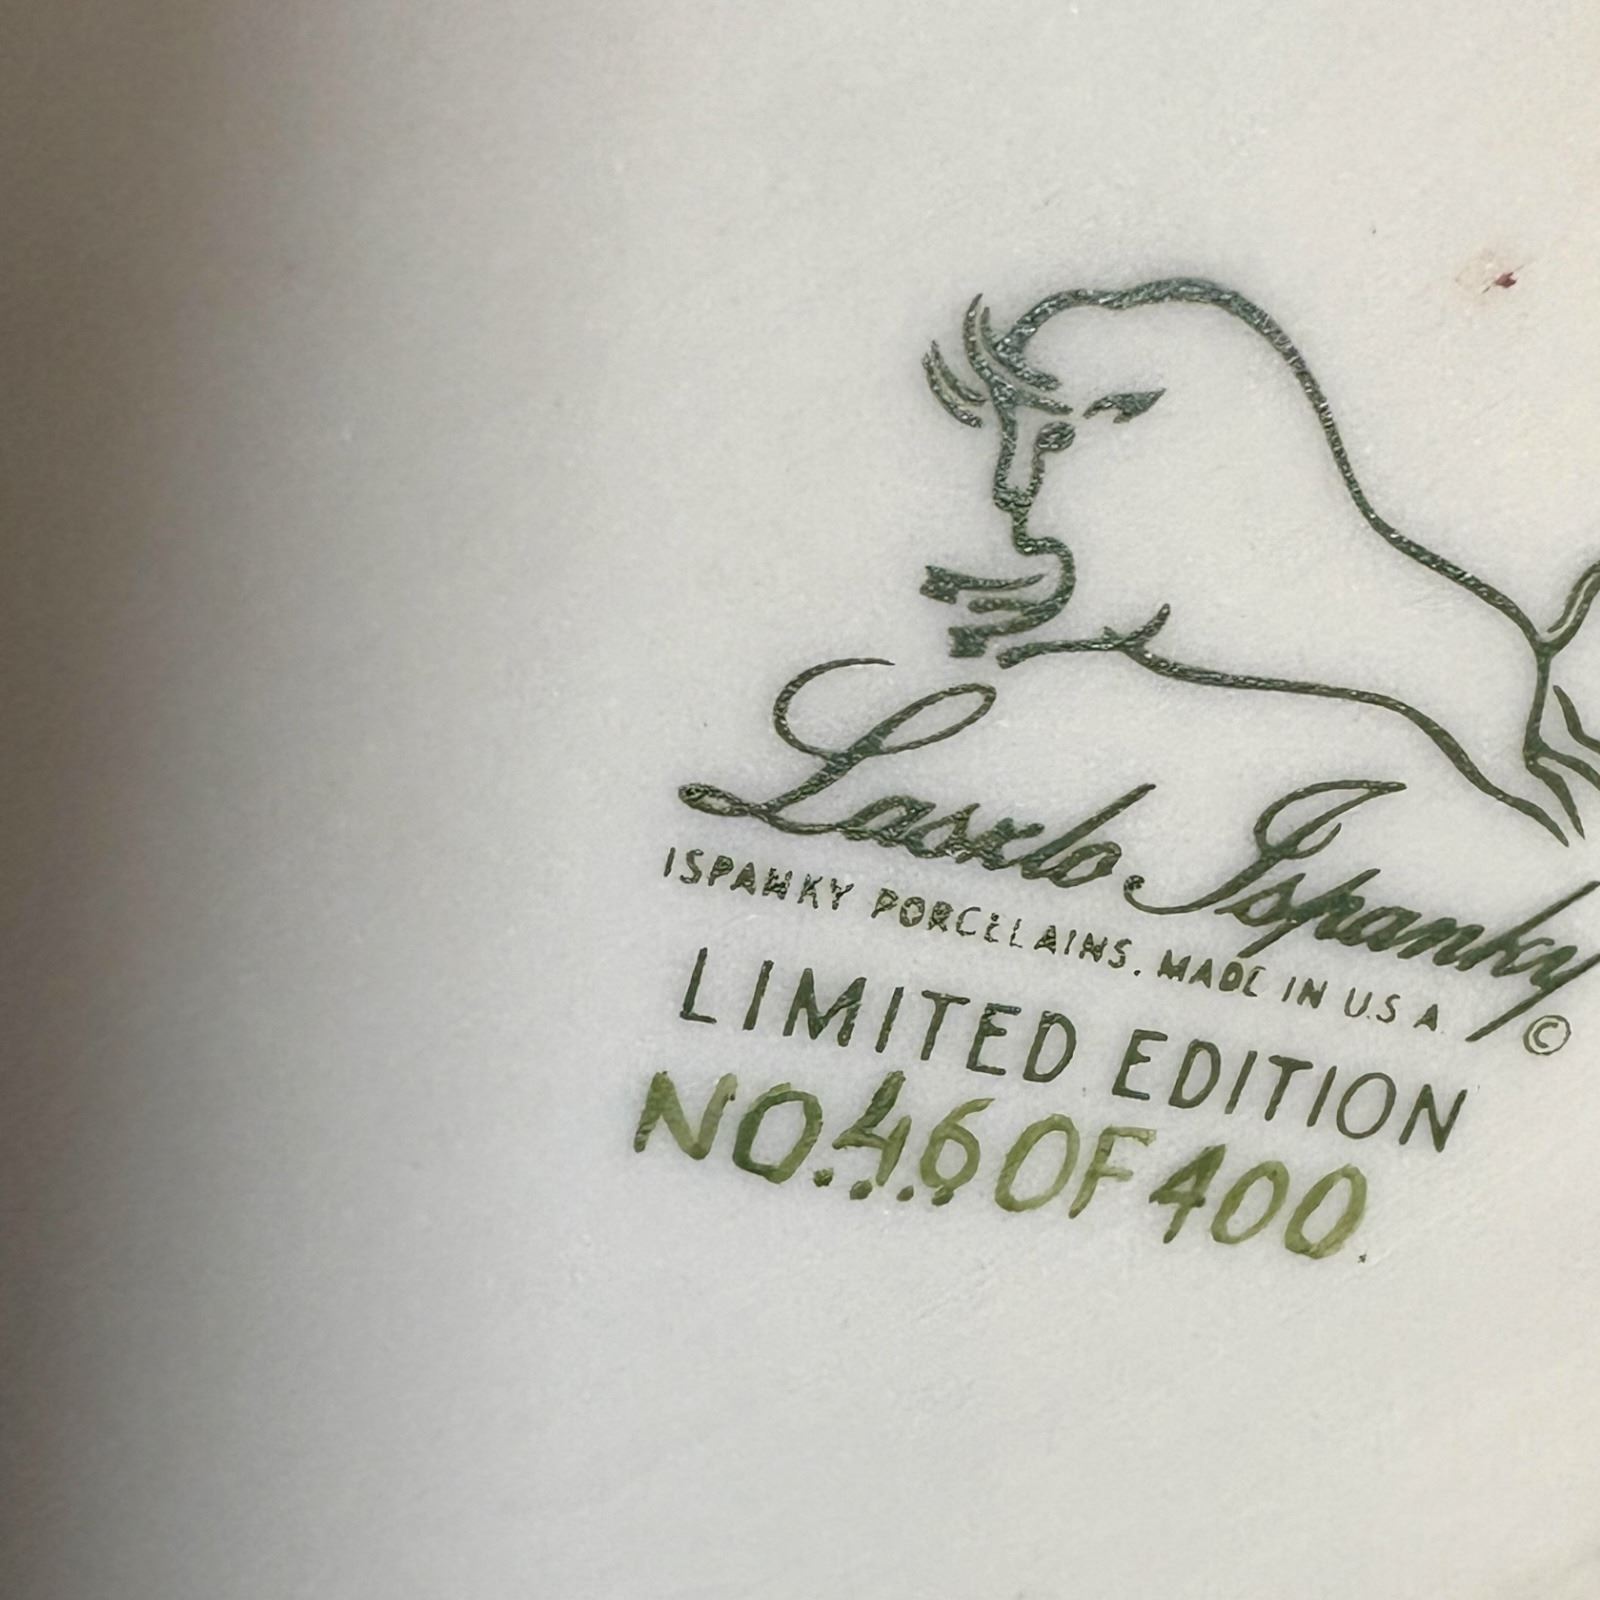 Laszlo Ispanky
ISPANKY PORCELAINS. MADE IN U.S.A. ©
LIMITED EDITION
NO. 46 OF 400.